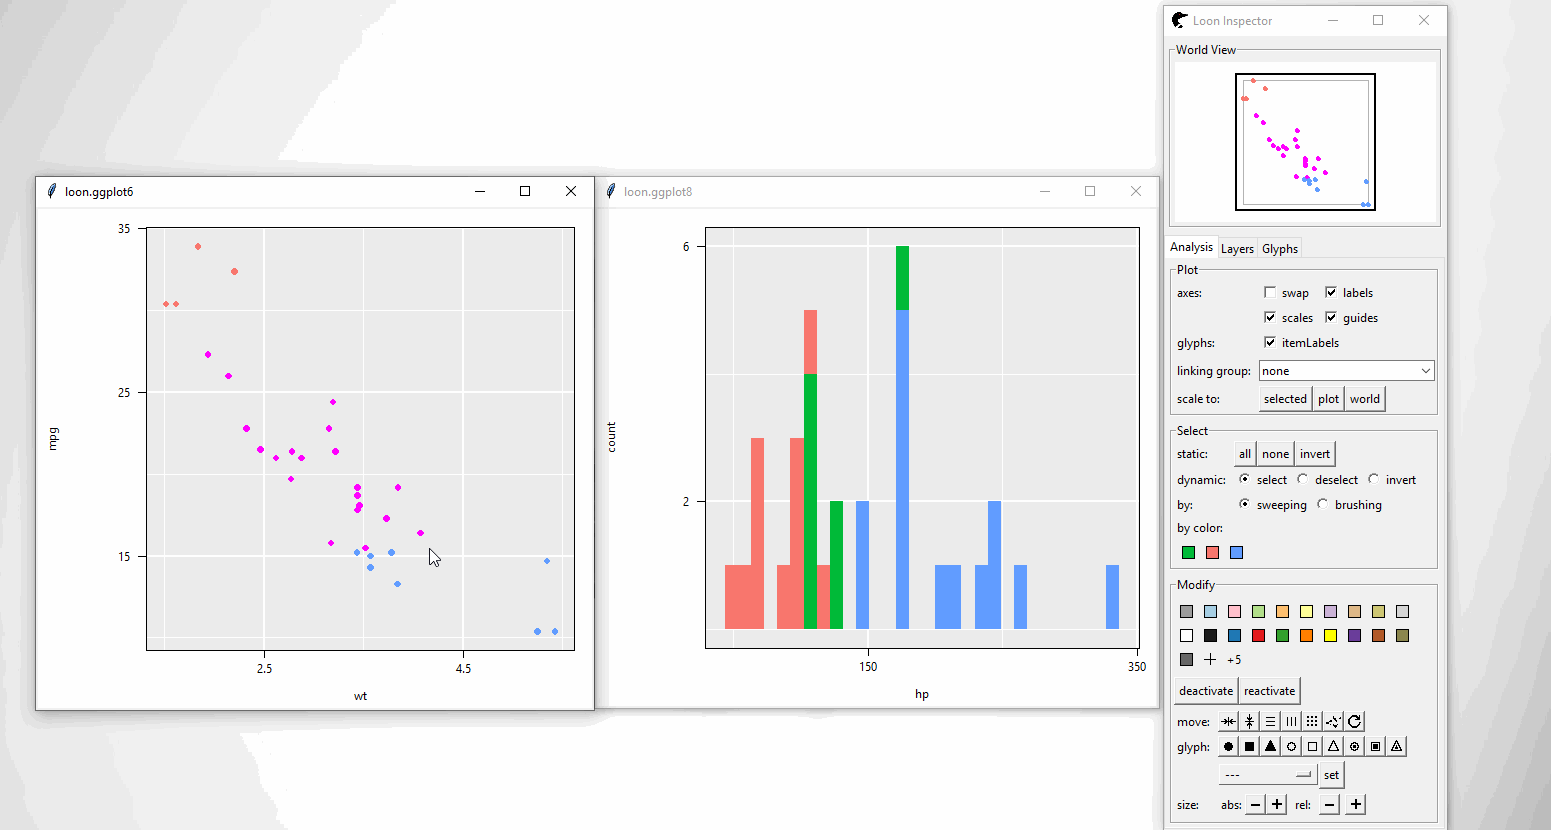 loon.ggplot6
35
25
15
mpg
2.5 4.5
wt
loon.ggplot8
6
2
count
150 350
hp
Loon Inspector
World View
Analysis Layers Glyphs
Plot
axes: swap labels
scales guides
glyphs: itemLabels
linking group: none
scale to: selected plot world
Select
static: all none invert
dynamic: select deselect invert
by: sweeping brushing
by color:
Modify
+5
deactivate reactivate
move:
glyph:
--- set
size: abs: rel: